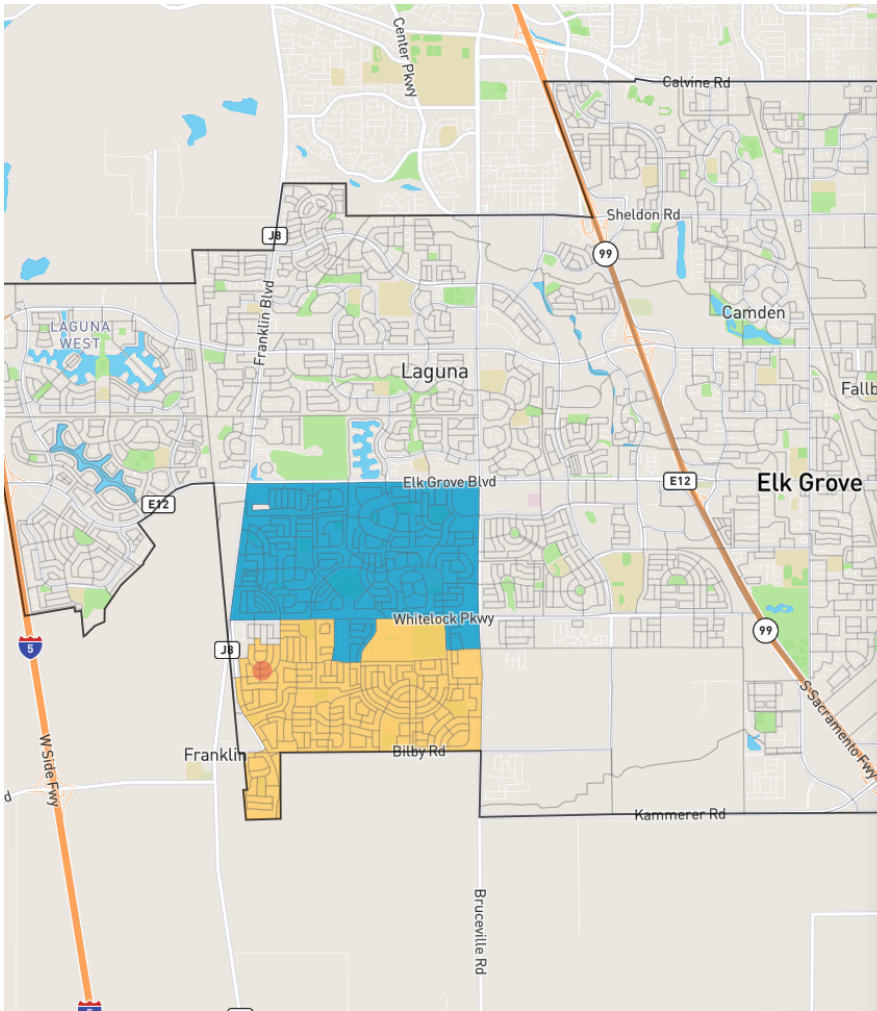 Center Pkwy
Calvine Rd
Sheldon Rd
J8
99
Franklin Blvd
Camden
LAGUNA
WEST
Laguna
Fallb
Elk Grove Blvd
E12
Elk Grove
E12
Whitelock Pkwy
99
J8
5
S Sacramento Fwy
Franklin
Bilby Rd
W Side Fwy
d
Kammerer Rd
Bruceville Rd